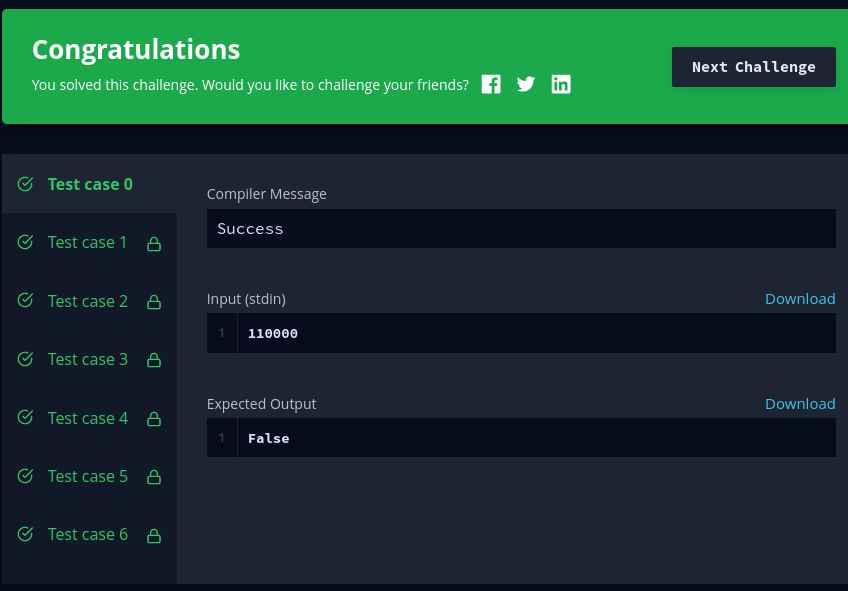 Congratulations
You solved this challenge. Would you like to challenge your friends?
Next Challenge
Test case 0
Test case 1
Test case 2
Test case 3
Test case 4
Test case 5
Test case 6
Compiler Message
Success
Input (stdin)
Download
1 110000
Expected Output
Download
1 False